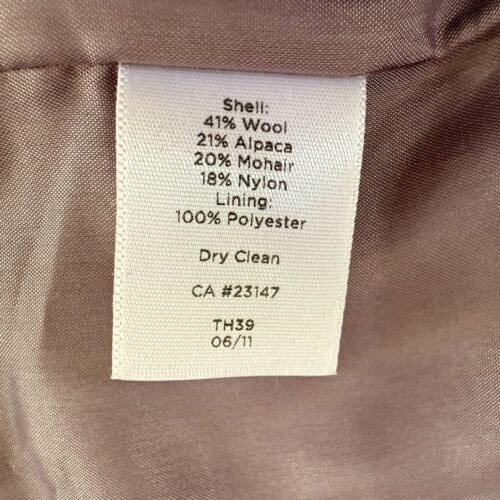 Shell:
41% Wool
21% Alpaca
20% Mohair
18% Nylon
Lining:
100% Polyester
Dry Clean
CA #23147
TH39
06/11